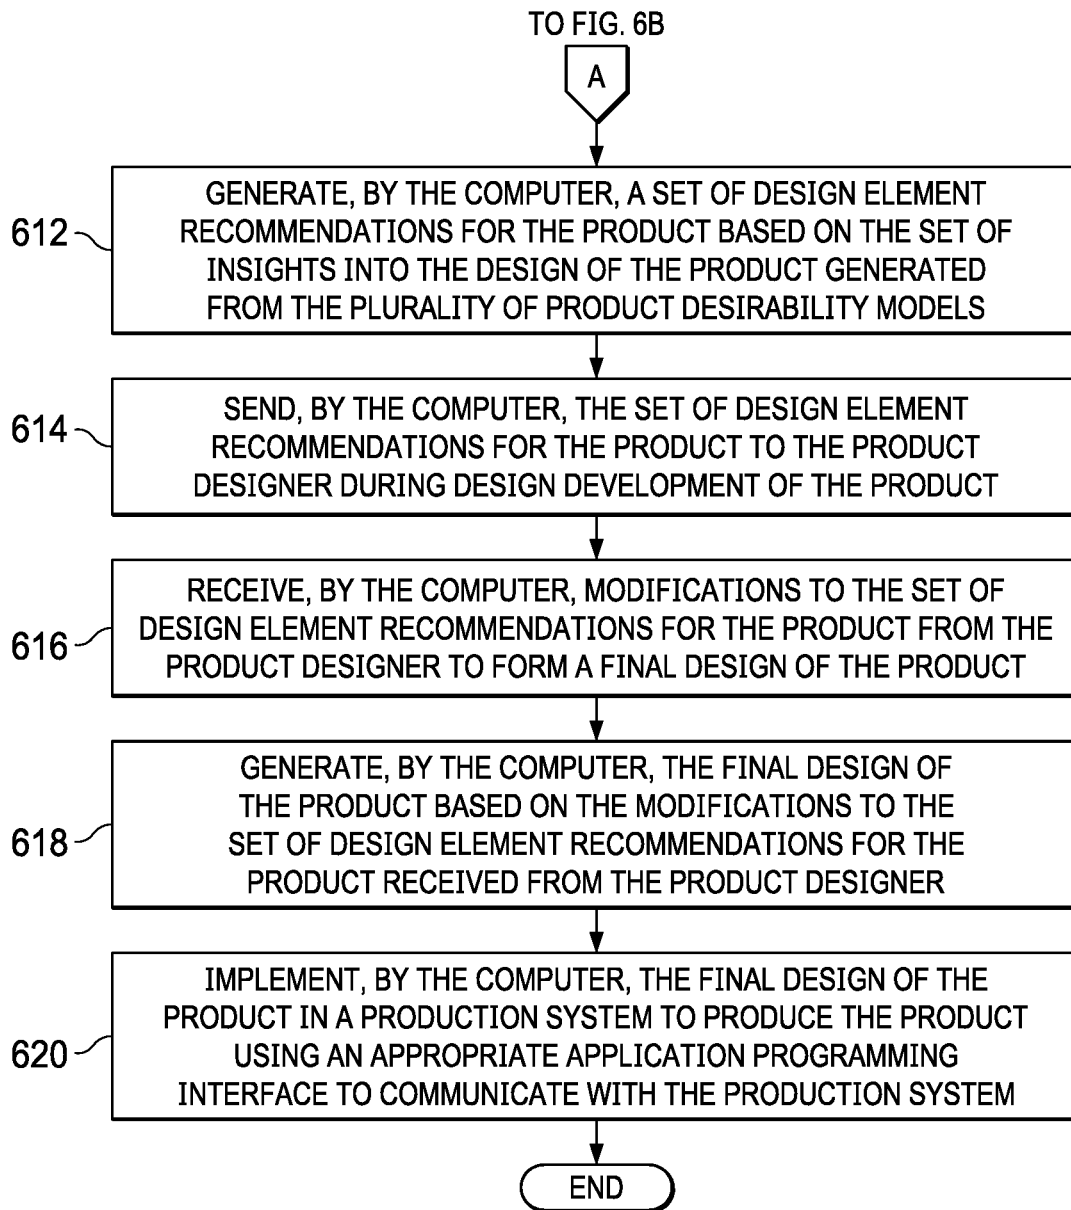 TO FIG. 6B
A
612
GENERATE, BY THE COMPUTER, A SET OF DESIGN ELEMENT
RECOMMENDATIONS FOR THE PRODUCT BASED ON THE SET OF
INSIGHTS INTO THE DESIGN OF THE PRODUCT GENERATED
FROM THE PLURALITY OF PRODUCT DESIRABILITY MODELS
614
SEND, BY THE COMPUTER, THE SET OF DESIGN ELEMENT
RECOMMENDATIONS FOR THE PRODUCT TO THE PRODUCT
DESIGNER DURING DESIGN DEVELOPMENT OF THE PRODUCT
616
RECEIVE, BY THE COMPUTER, MODIFICATIONS TO THE SET OF
DESIGN ELEMENT RECOMMENDATIONS FOR THE PRODUCT FROM THE
PRODUCT DESIGNER TO FORM A FINAL DESIGN OF THE PRODUCT
618
GENERATE, BY THE COMPUTER, THE FINAL DESIGN OF
THE PRODUCT BASED ON THE MODIFICATIONS TO THE
SET OF DESIGN ELEMENT RECOMMENDATIONS FOR THE
PRODUCT RECEIVED FROM THE PRODUCT DESIGNER
620
IMPLEMENT, BY THE COMPUTER, THE FINAL DESIGN OF THE
PRODUCT IN A PRODUCTION SYSTEM TO PRODUCE THE PRODUCT
USING AN APPROPRIATE APPLICATION PROGRAMMING
INTERFACE TO COMMUNICATE WITH THE PRODUCTION SYSTEM
END